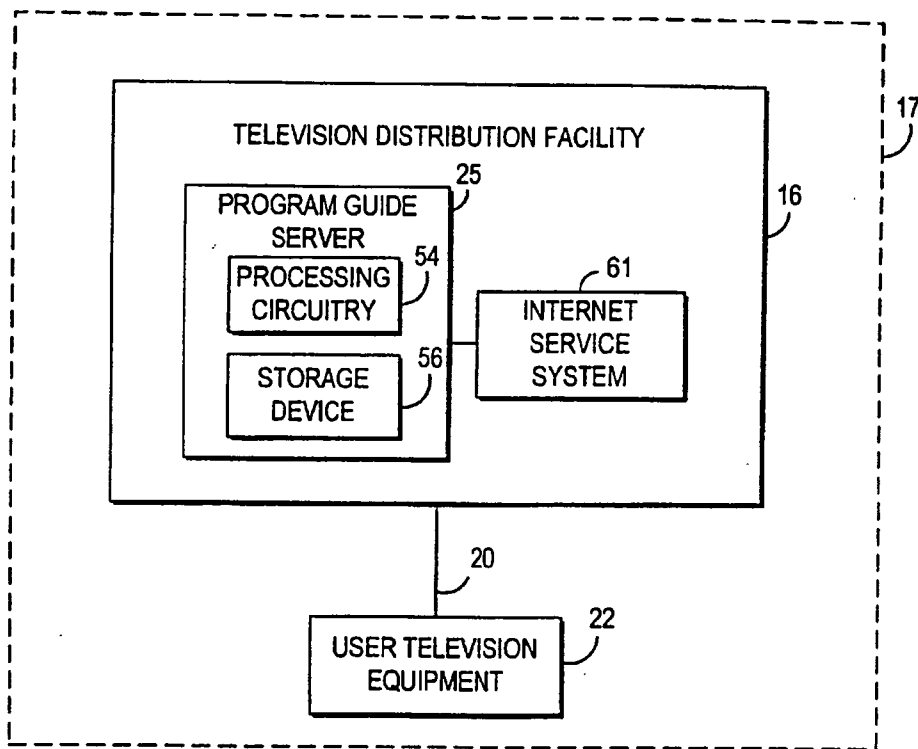 17
TELEVISION DISTRIBUTION FACILITY
16
25
PROGRAM GUIDE
SERVER
54
PROCESSING
CIRCUITRY
56
STORAGE
DEVICE
61
INTERNET
SERVICE
SYSTEM
20
22
USER TELEVISION
EQUIPMENT